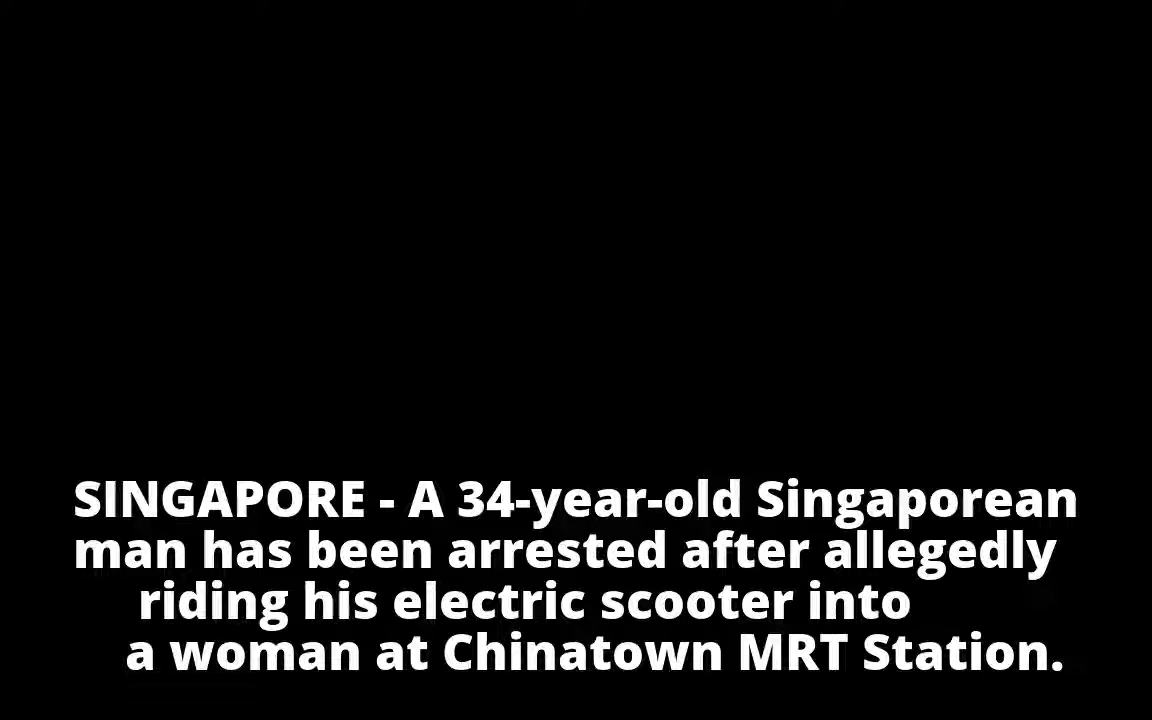 SINGAPORE - A 34-year-old Singaporean
man has been arrested after allegedly
riding his electric scooter into
a woman at Chinatown MRT Station.